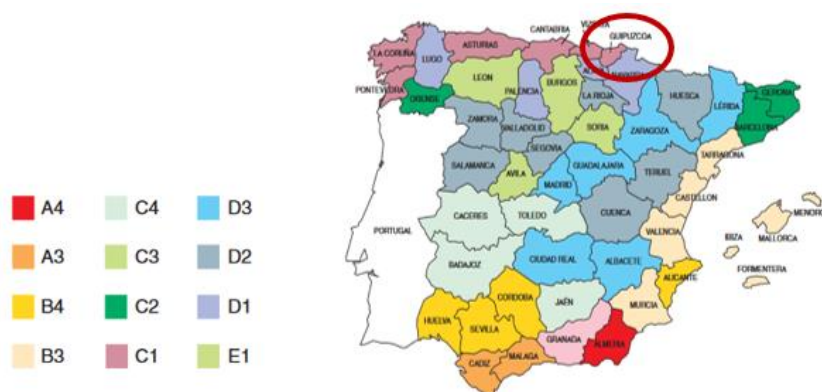 CANTABRIA
ASTURIAS
GUIPUZCOA
LA CORUÑA
LUGO
PONTEVEDRA
ORENSE
LEON
PALENCIA
BURGOS
LA RIOJA
HUESCA
LÉRIDA
GERONA
BARCELONA
ZAMORA
VALLADOLID
SORIA
ZARAGOZA
SEGOVIA
TARRAGONA
SALAMANCA
AVILA
MADRID
GUADALAJARA
TERUEL
CASTELLON
MENOR
PORTUGAL
CACERES
TOLEDO
CUENCA
VALENCIA
IBIZA
MALLORCA
BADAJOZ
CIUDAD REAL
ALBACETE
FORMENTERA
ALICANTE
HUELVA
SEVILLA
CORDOBA
JAÉN
MURCIA
GRANADA
ALMERIA
CADIZ
MALAGA
A4 C4 D3
A3 C3 D2
B4 C2 D1
B3 C1 E1